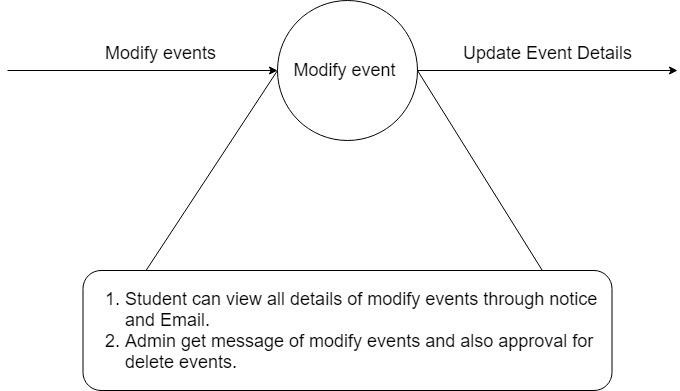 Modify events
Modify event
Update Event Details
1. Student can view all details of modify events through notice
and Email.
2. Admin get message of modify events and also approval for
delete events.